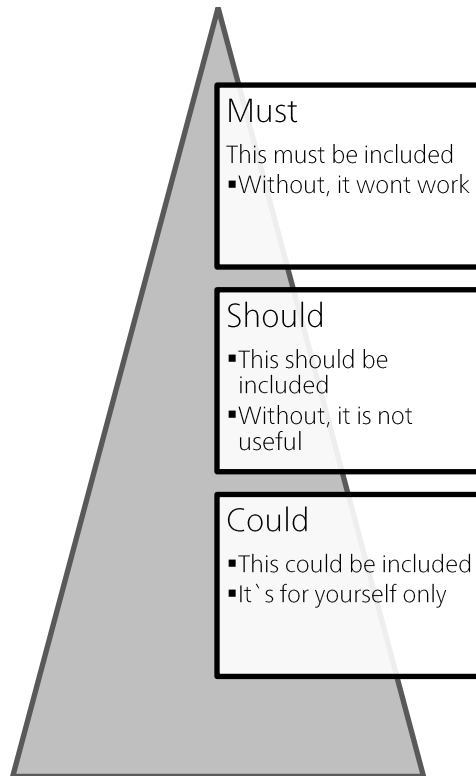 Must
This must be included
▪Without, it wont work
Should
▪This should be
included
▪Without, it is not
useful
Could
▪This could be included
▪It`s for yourself only